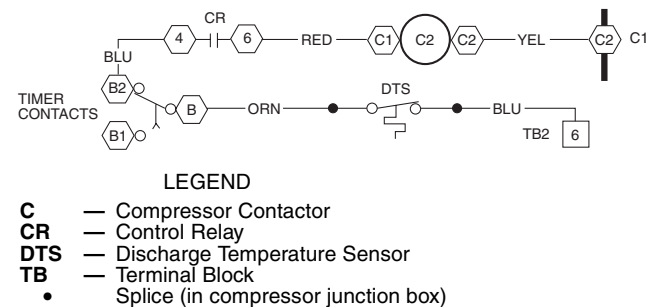 CR
4 6 RED C1 C2 C2 YEL C2 C1
BLU
B2
TIMER
CONTACTS
B ORN DTS BLU
B1
TB2 6
LEGEND
C — Compressor Contactor
CR — Control Relay
DTS — Discharge Temperature Sensor
TB — Terminal Block
• Splice (in compressor junction box)